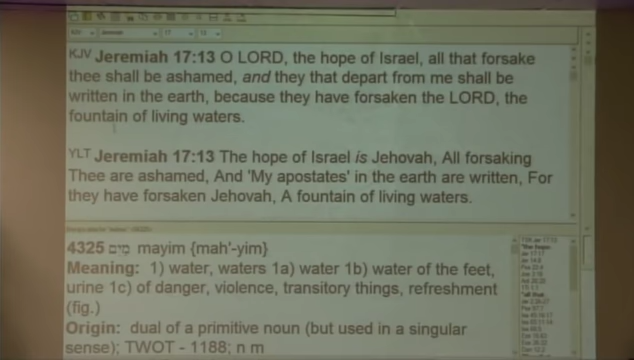 KJV Jeremiah 17:13 O LORD, the hope of Israel, all that forsake
thee shall be ashamed, and they that depart from me shall be
written in the earth, because they have forsaken the LORD, the
fountain of living waters.
YLT Jeremiah 17:13 The hope of Israel is Jehovah, All forsaking
Thee are ashamed, And 'My apostates' in the earth are written, For
they have forsaken Jehovah, A fountain of living waters.
4325 מַיִם mayim {mah'-yim}
Meaning: 1) water, waters 1a) water 1b) water of the feet,
urine 1c) of danger, violence, transitory things, refreshment
(fig.)
Origin: dual of a primitive noun (but used in a singular
sense); TWOT - 1188; n m